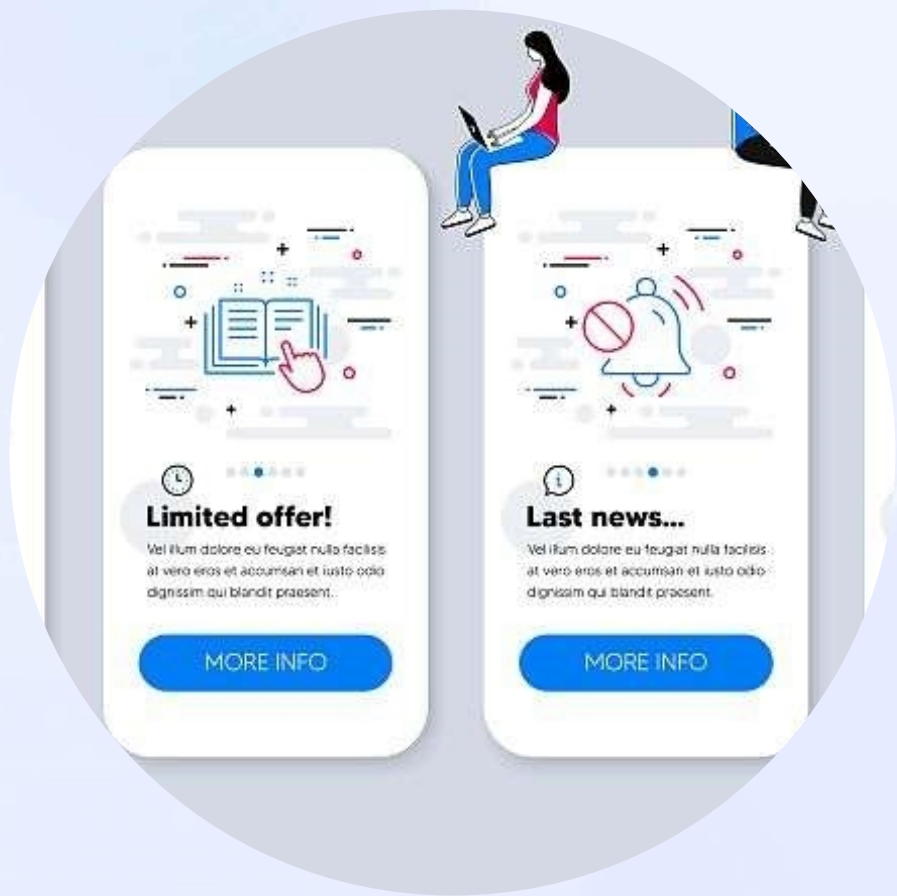 Limited offer!
Vel illum dolore eu feugiat nulla facilisis
at vero eros et accumsan et iusto odio
dignissim qui blandit praesent.
MORE INFO
i
Last news...
Vel illum dolore eu feugiat nulla facilisis
at vero eros et accumsan et iusto odio
dignissim qui blandit praesent.
MORE INFO